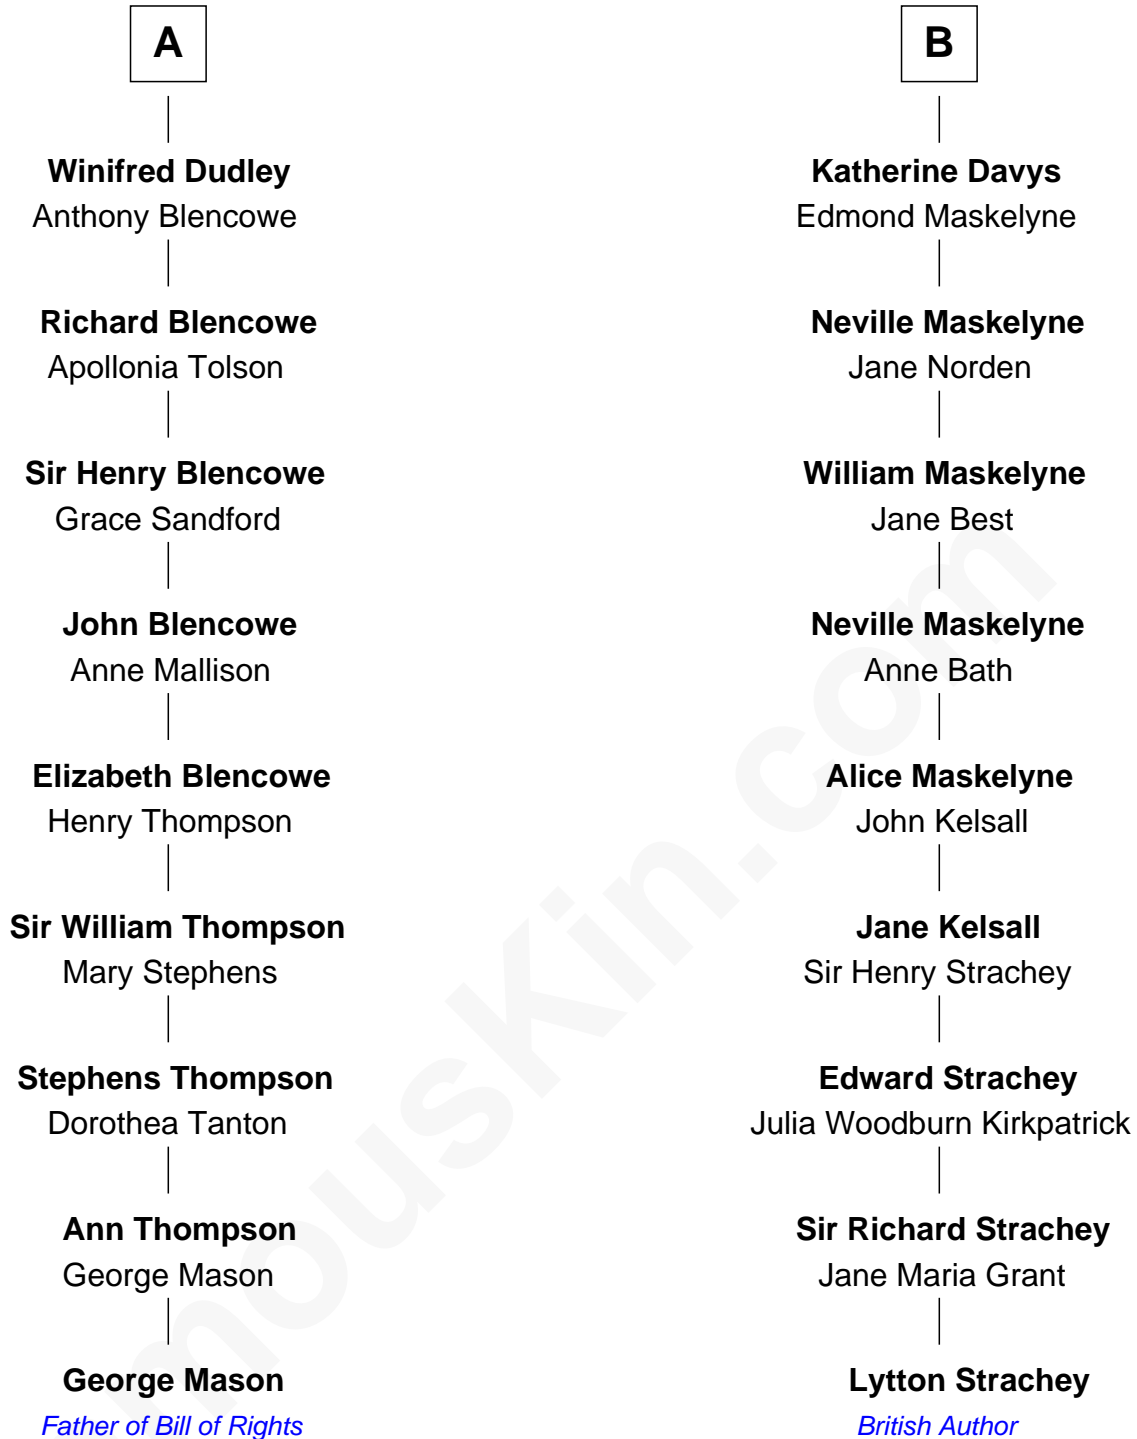 A
Winifred Dudley
Anthony Blencowe
Richard Blencowe
Apollonia Tolson
Sir Henry Blencowe
Grace Sandford
John Blencowe
Anne Mallison
Elizabeth Blencowe
Henry Thompson
Sir William Thompson
Mary Stephens
Stephens Thompson
Dorothea Tanton
Ann Thompson
George Mason
George Mason
Father of Bill of Rights
B
Katherine Davys
Edmond Maskelyne
Neville Maskelyne
Jane Norden
William Maskelyne
Jane Best
Neville Maskelyne
Anne Bath
Alice Maskelyne
John Kelsall
Jane Kelsall
Sir Henry Strachey
Edward Strachey
Julia Woodburn Kirkpatrick
Sir Richard Strachey
Jane Maria Grant
Lytton Strachey
British Author
mousKin.com